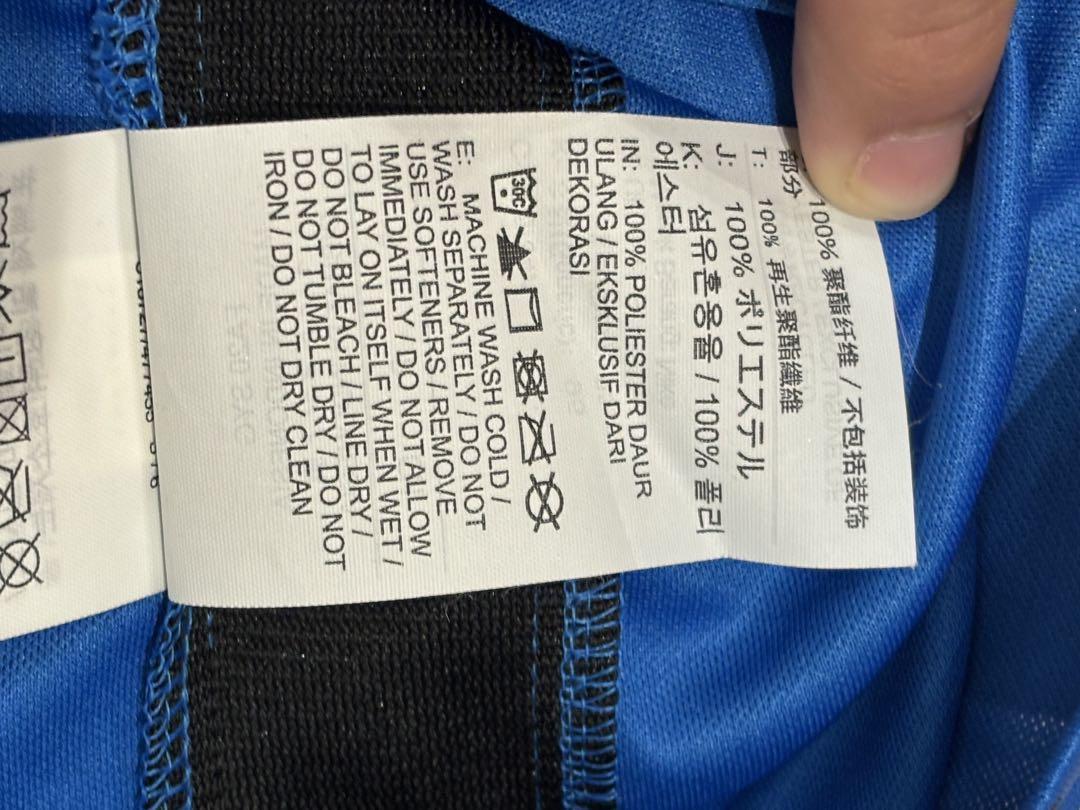 100% 聚酯纤维 / 不包括装饰
部分
T: 100% 再生聚酯纖維
J: 100% ポリエステル
K: 섬유혼용율 / 100% 폴리
에스터
IN: 100% POLIESTER DAUR
ULANG / EKSKLUSIF DARI
DEKORASI
30C
E: MACHINE WASH COLD /
WASH SEPARATELY / DO NOT
USE SOFTENERS / REMOVE
IMMEDIATELY / DO NOT ALLOW
TO LAY ON ITSELF WHEN WET /
DO NOT BLEACH / LINE DRY /
DO NOT TUMBLE DRY / DO NOT
IRON / DO NOT DRY CLEAN